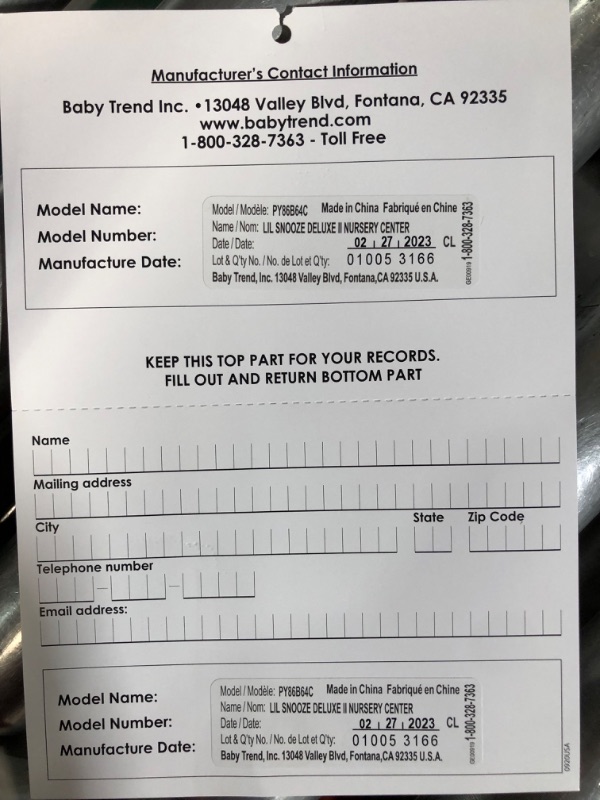 Manufacturer's Contact Information
Baby Trend Inc. •13048 Valley Blvd, Fontana, CA 92335
www.babytrend.com
1-800-328-7363 - Toll Free
Model Name:
Model Number:
Manufacture Date:
Model / Modèle: PY86B64C Made in China Fabriqué en Chine
Name / Nom: LIL SNOOZE DELUXE II NURSERY CENTER
Date / Date: 02 | 27 | 2023 CL
Lot & Q'ty No. / No. de Lot et Q'ty: 01005 3166
Baby Trend, Inc. 13048 Valley Blvd, Fontana,CA 92335 U.S.A.
1-800-328-7363
KEEP THIS TOP PART FOR YOUR RECORDS.
FILL OUT AND RETURN BOTTOM PART
Name
Mailing address
City State Zip Code
Telephone number
Email address:
Model Name:
Model Number:
Manufacture Date:
Model / Modèle: PY86B64C Made in China Fabriqué en Chine
Name / Nom: LIL SNOOZE DELUXE II NURSERY CENTER
Date / Date: 02 | 27 | 2023 CL
Lot & Q'ty No. / No. de Lot et Q'ty: 01005 3166
Baby Trend, Inc. 13048 Valley Blvd, Fontana,CA 92335 U.S.A.
1-800-328-7363
0920USA